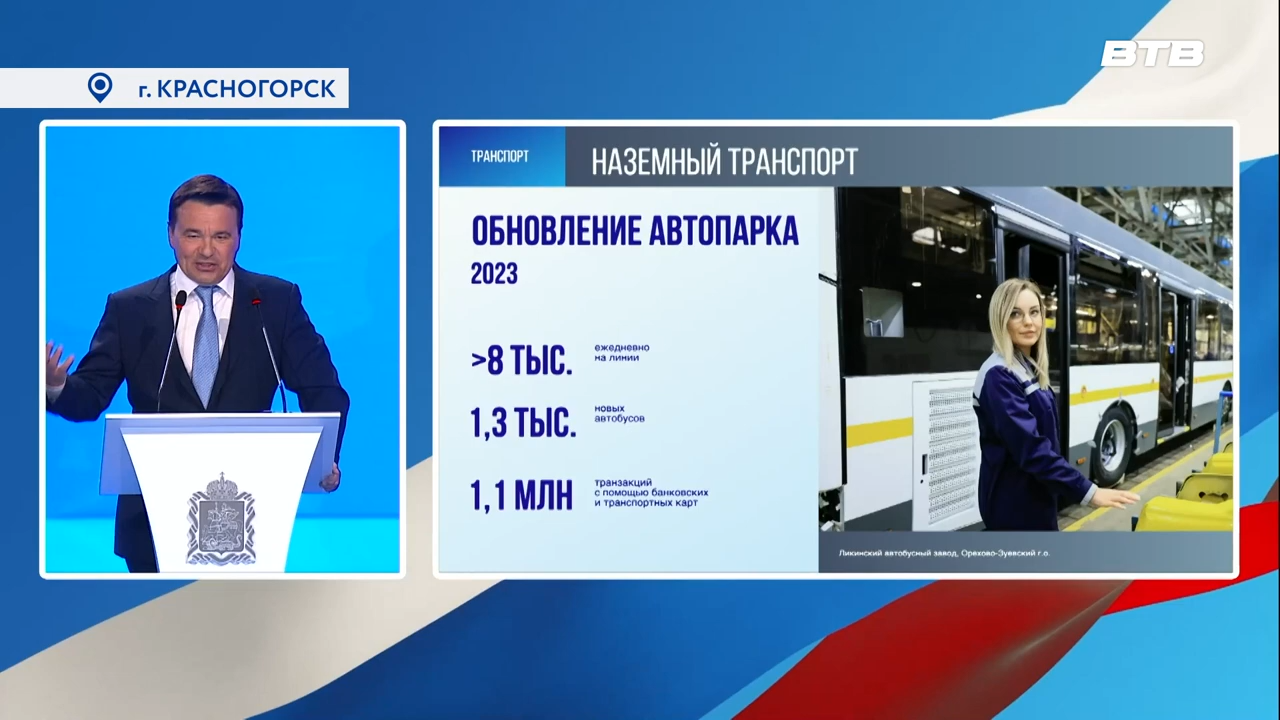 ВТВ
г. КРАСНОГОРСК
ТРАНСПОРТ
НАЗЕМНЫЙ ТРАНСПОРТ
ОБНОВЛЕНИЕ АВТОПАРКА
2023
>8 ТЫС.
ежедневно
на линии
1,3 ТЫС.
новых
автобусов
1,1 МЛН
транзакций
с помощью банковских
и транспортных карт
Ликинский автобусный завод, Орехово-Зуевский г.о.